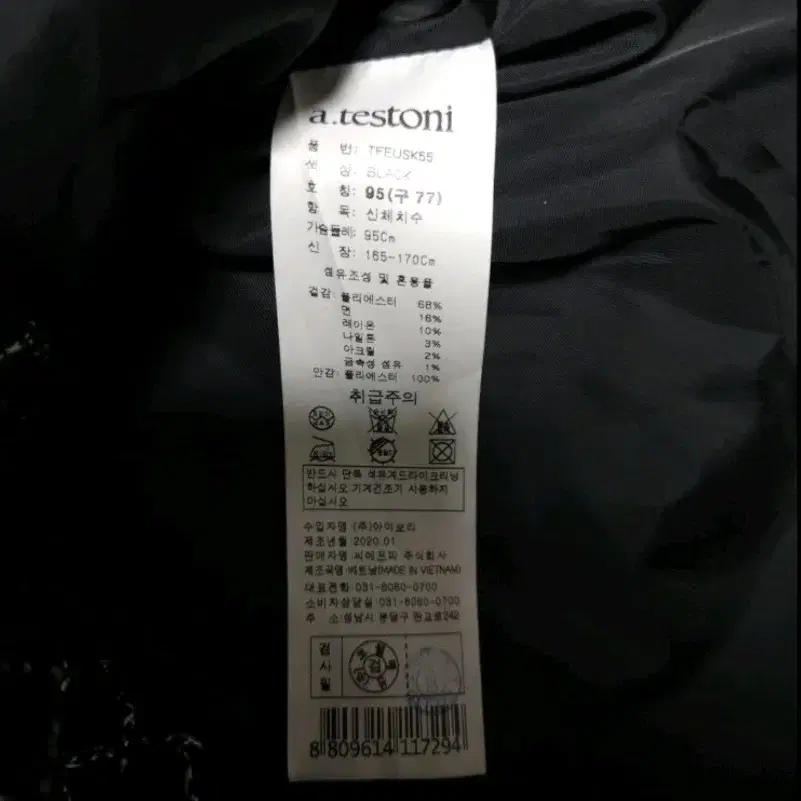 a.testoni
품 번: TFEUSK55
색 상: BLACK
호 칭: 95(구 77)
항 목: 신체치수
가슴둘레: 95Cm
신 장: 165-170Cm
섬유조성 및 혼용율
겉감: 폴리에스터 68%
면 16%
레이온 10%
나일론 3%
아크릴 2%
금속성 섬유 1%
안감: 폴리에스터 100%
취급주의
반드시 단독 석유계드라이크리닝
하십시오 기계건조기 사용하지
마십시오
수입자명 (주)아이보리
제조년월 2020.01
판매자명 씨에프피 주식회사
제조국명 베트남(MADE IN VIETNAM)
대표전화 031-8060-0700
소비자상담실 031-8060-0700
주 소:성남시 분당구 판교로242
검사필
검
8 809614 117294